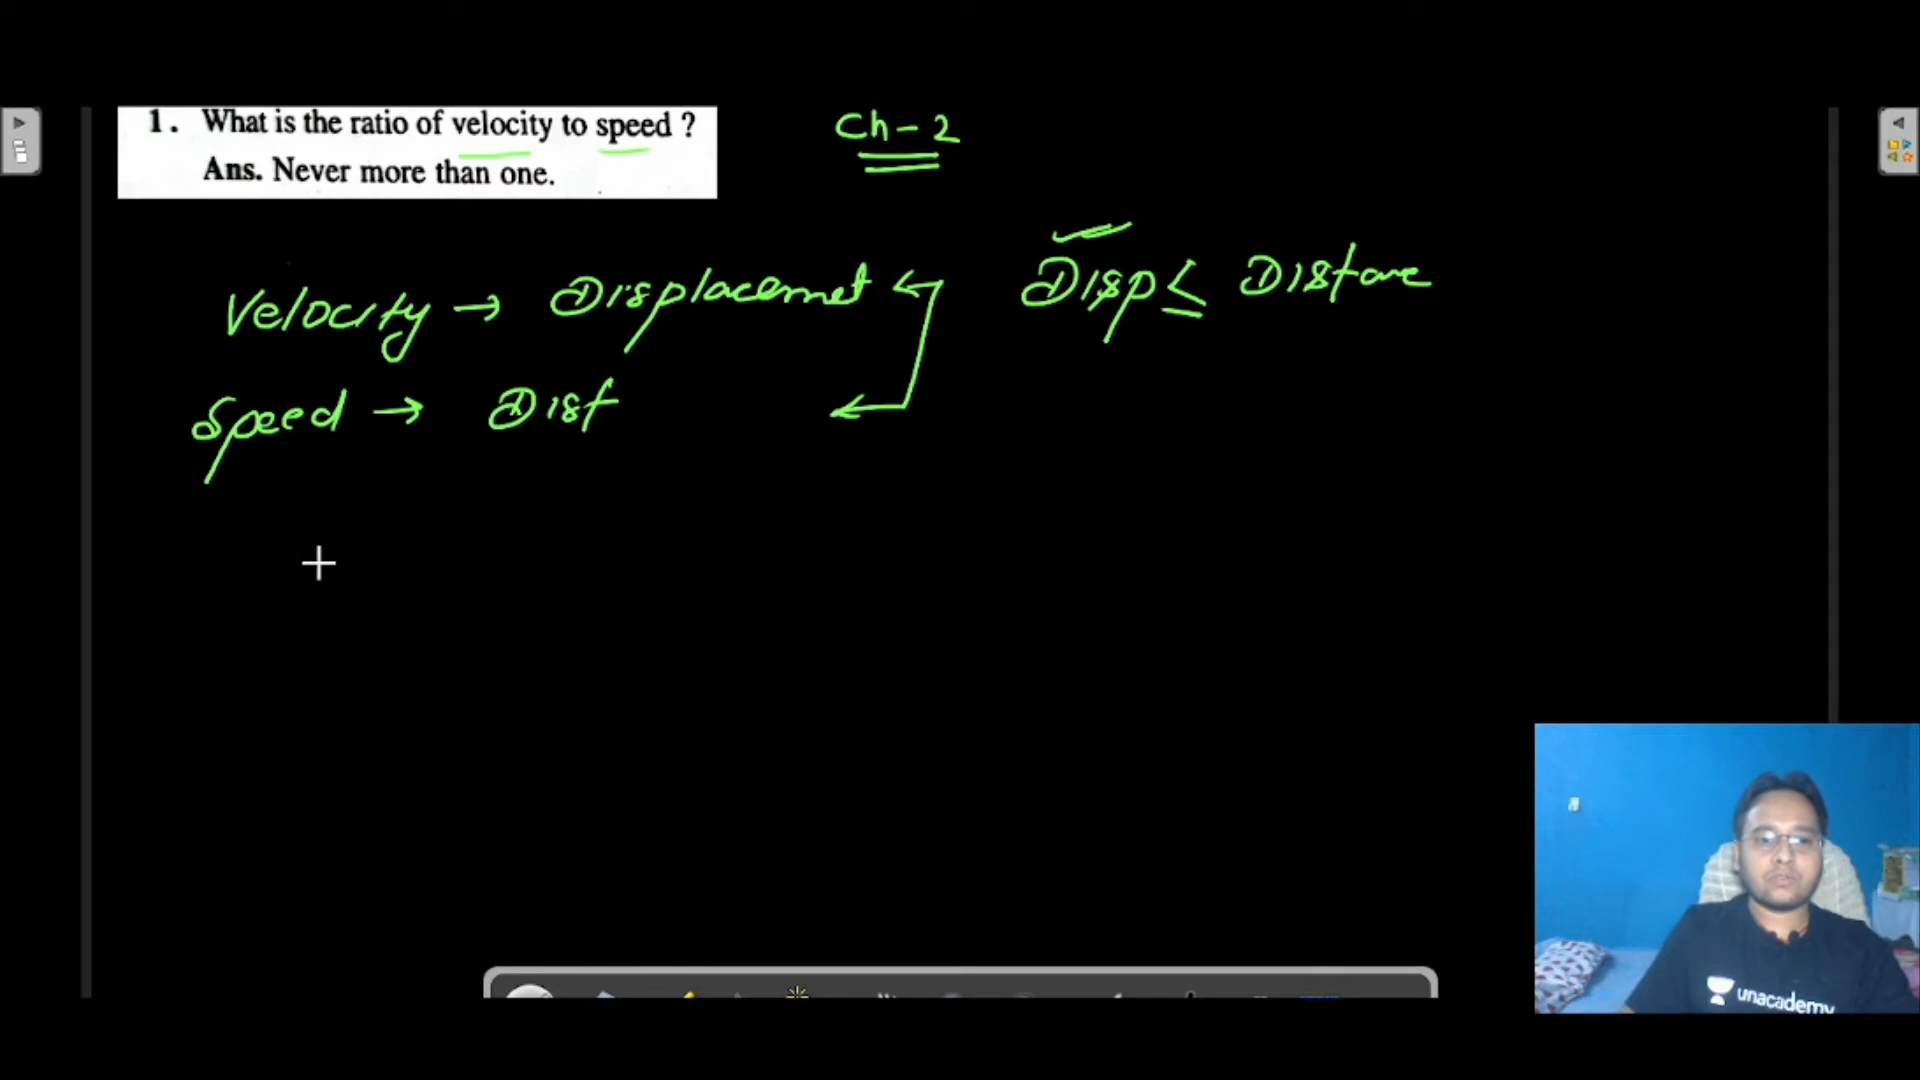 1. What is the ratio of velocity to speed ?
Ans. Never more than one.
Ch-2
Velocity → Displacemet
Disp ≤ Distance
Speed → Dist
unacademy